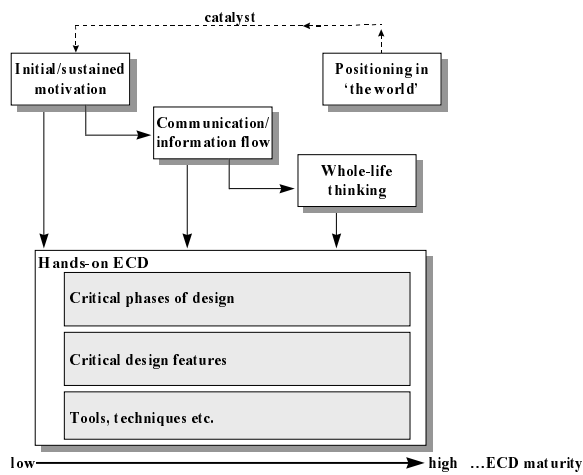 catalyst
Initial/sustained
motivation
Positioning in
‘the world’
Communication/
information flow
Whole-life
thinking
Hands-on ECD
Critical phases of design
Critical design features
Tools, techniques etc.
low
high ...ECD maturity